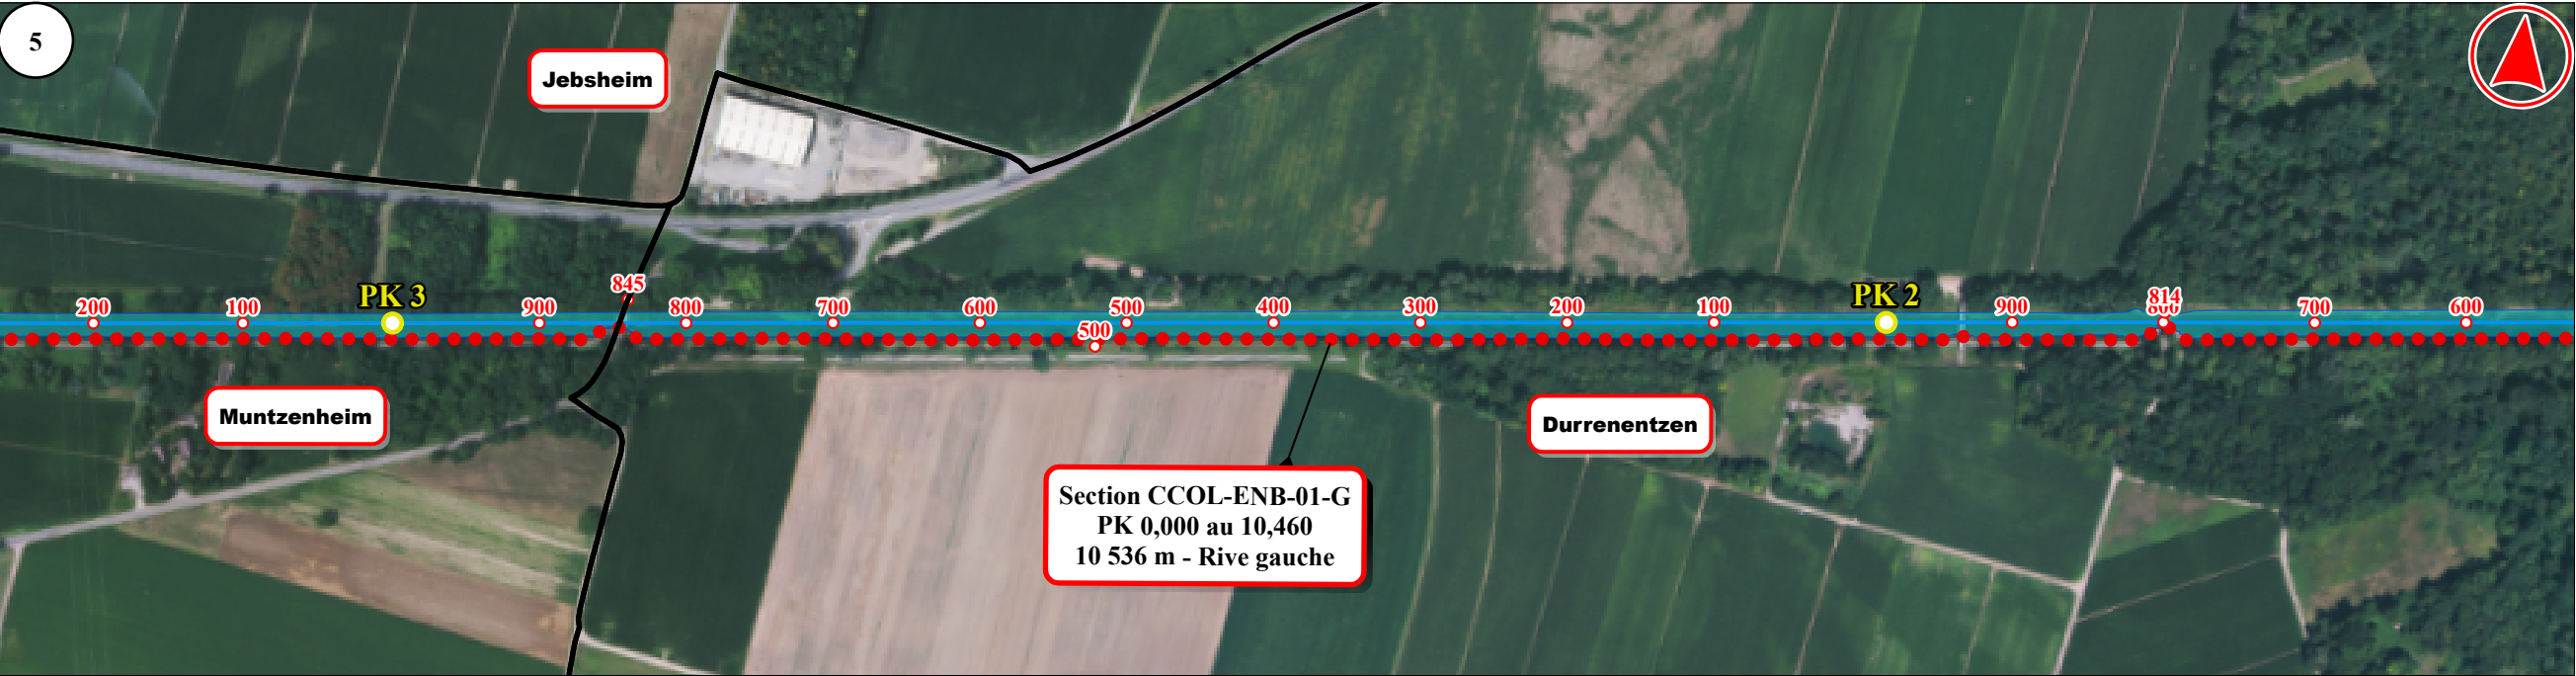 5
Jebsheim
845
814
200
100
PK 3
900
800
700
600
500
400
300
200
100
PK 2
900
800
700
600
500
Muntzenheim
Durrenentzen
Section CCOL-ENB-01-G
PK 0,000 au 10,460
10 536 m - Rive gauche